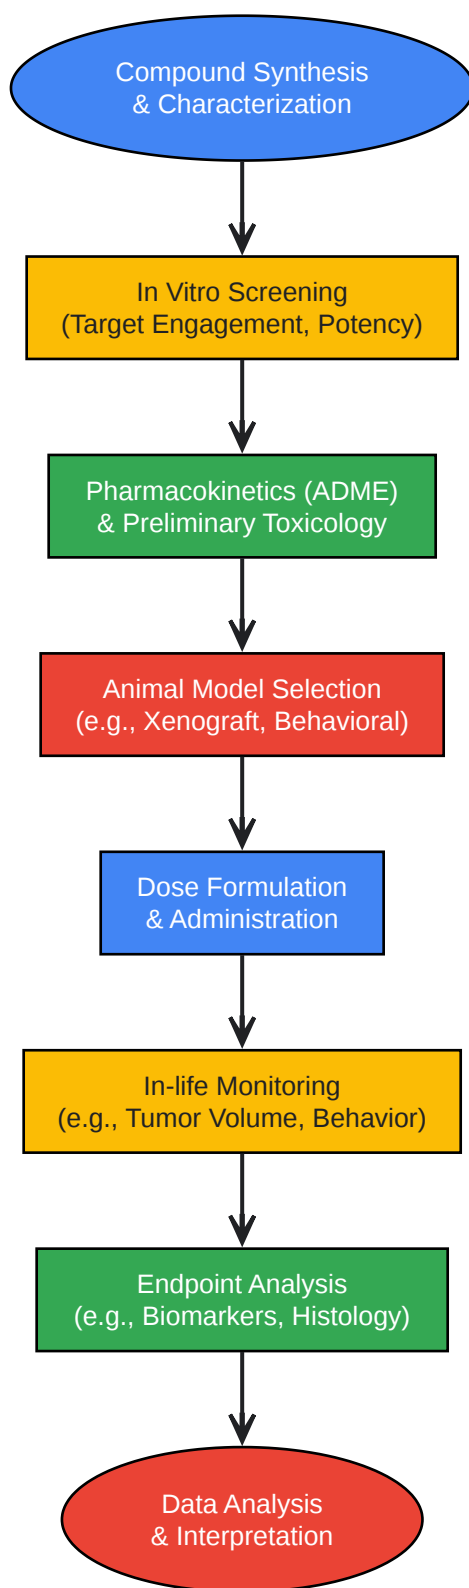 Compound Synthesis
& Characterization
In Vitro Screening
(Target Engagement, Potency)
Pharmacokinetics (ADME)
& Preliminary Toxicology
Animal Model Selection
(e.g., Xenograft, Behavioral)
Dose Formulation
& Administration
In-life Monitoring
(e.g., Tumor Volume, Behavior)
Endpoint Analysis
(e.g., Biomarkers, Histology)
Data Analysis
& Interpretation